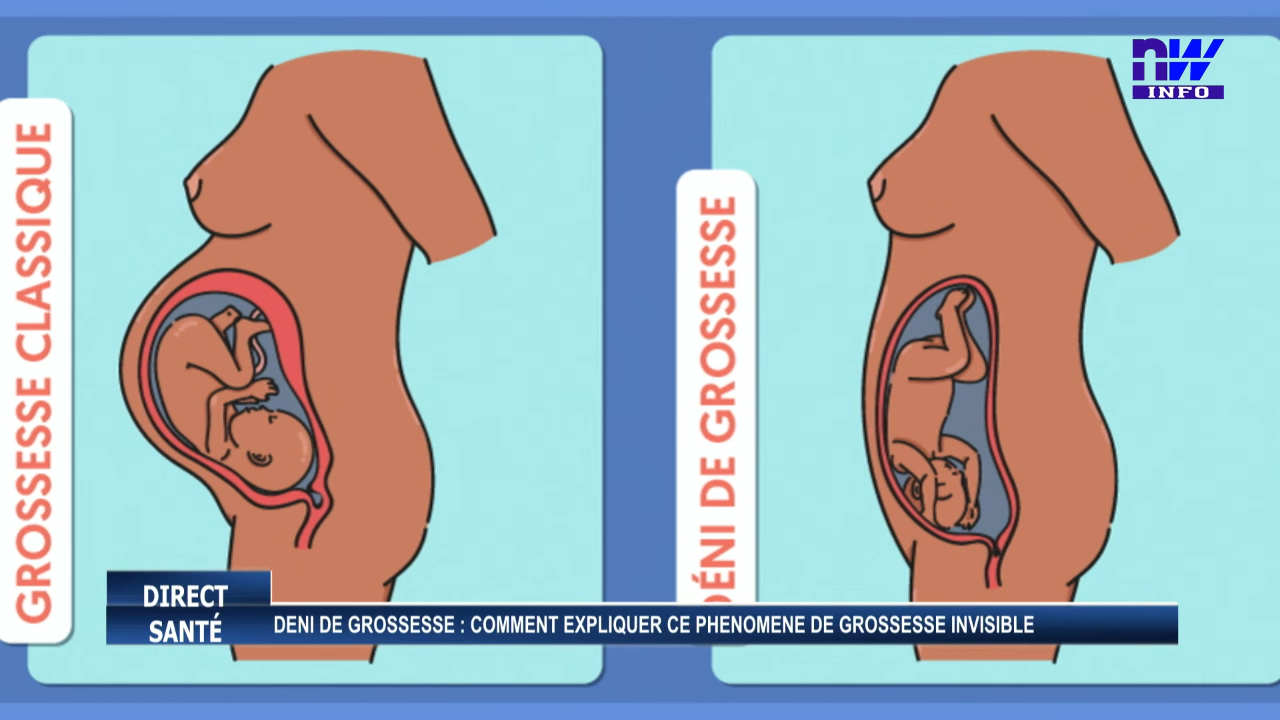 nw
INFO
GROSSESSE CLASSIQUE
DÉNI DE GROSSESSE
DIRECT
SANTÉ
DENI DE GROSSESSE : COMMENT EXPLIQUER CE PHENOMENE DE GROSSESSE INVISIBLE